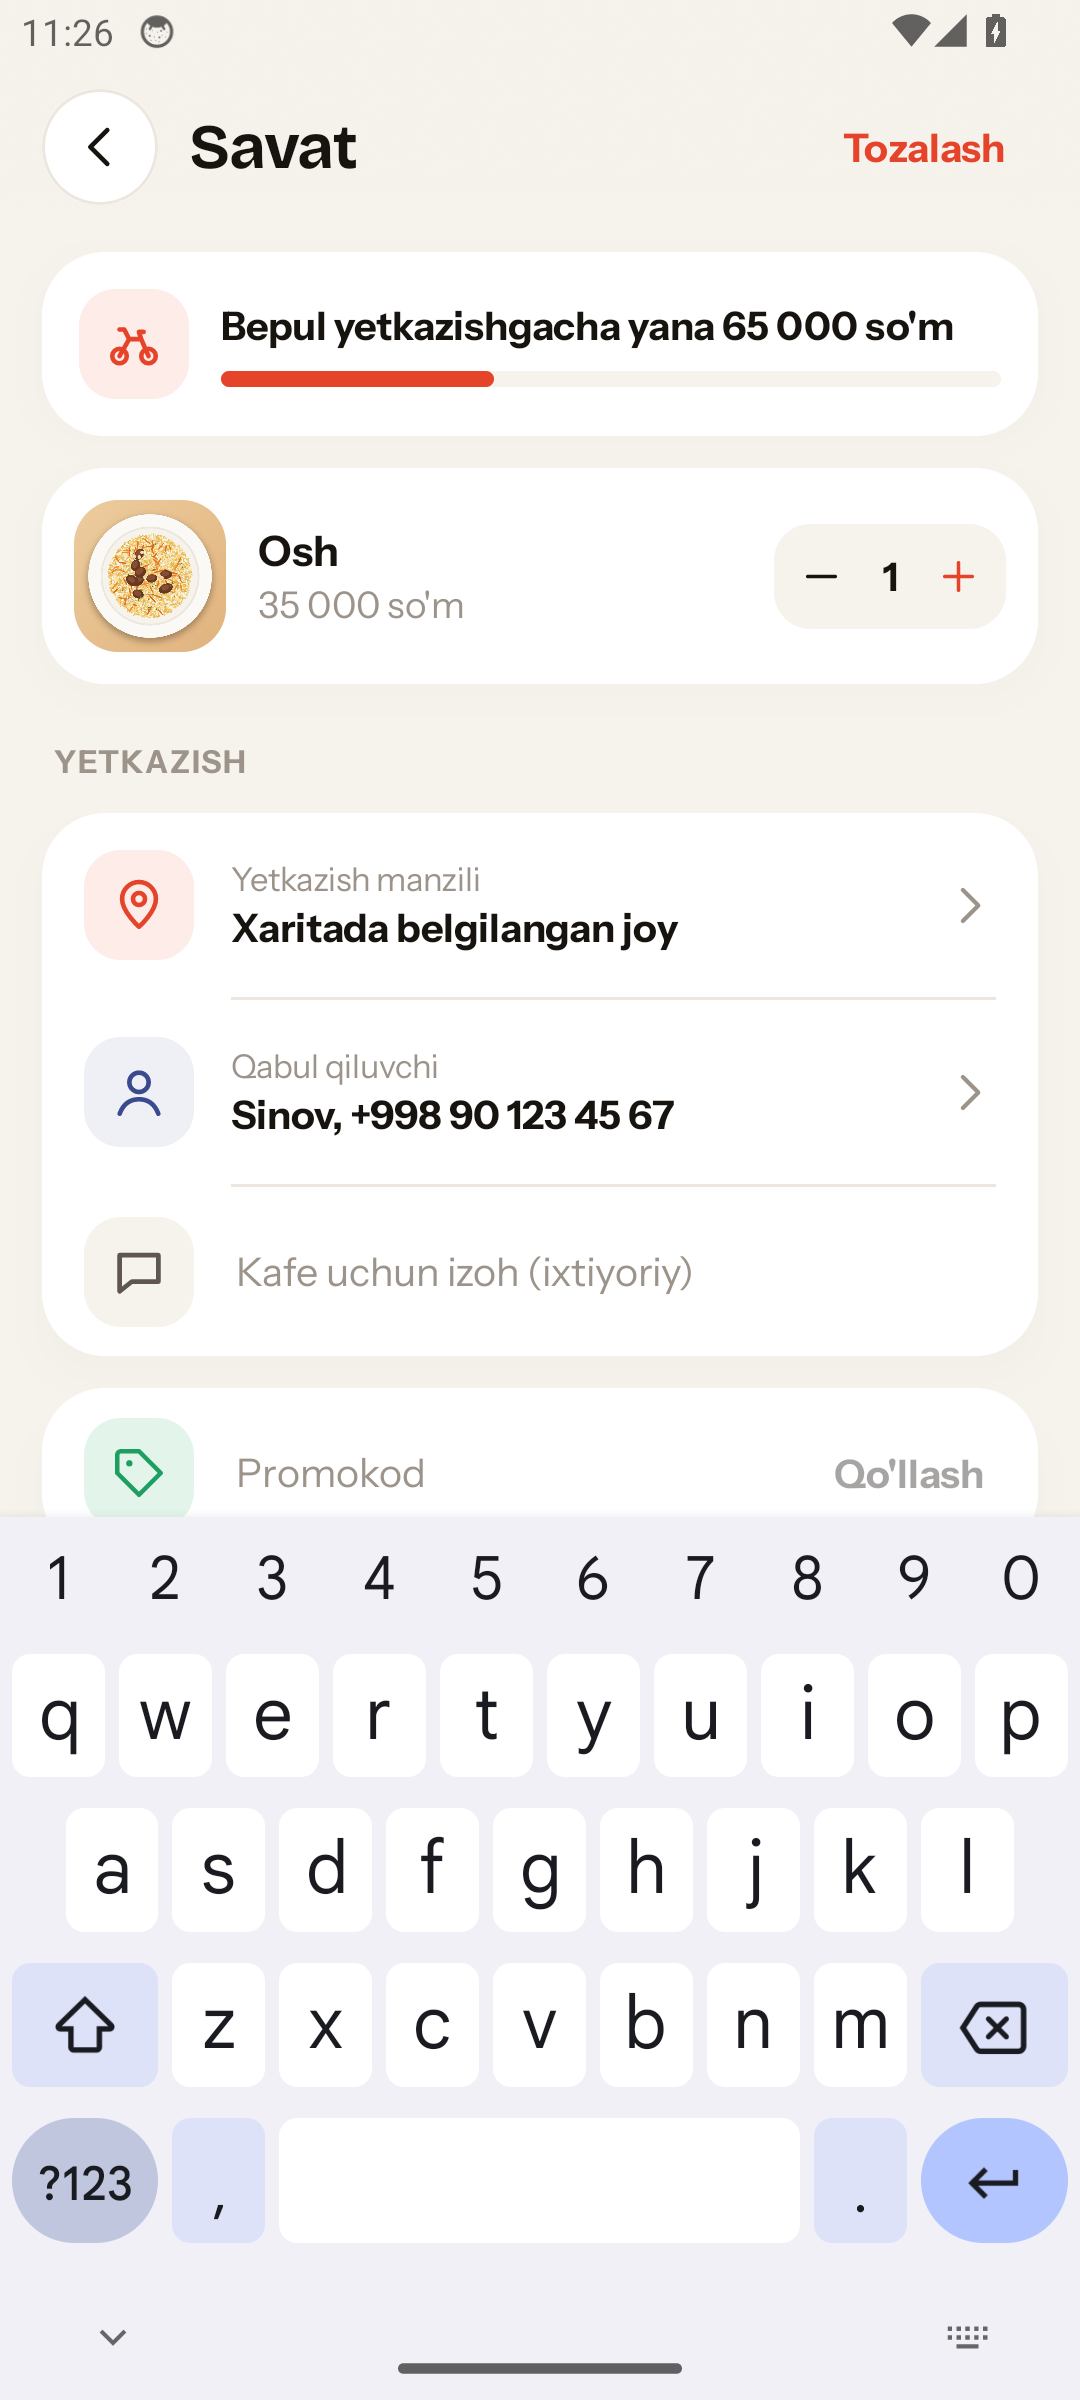 11:26
Savat
Tozalash
Bepul yetkazishgacha yana 65 000 so'm
Osh
35 000 so'm
1
YETKAZISH
Yetkazish manzili
Xaritada belgilangan joy
Qabul qiluvchi
Sinov, +998 90 123 45 67
Kafe uchun izoh (ixtiyoriy)
Promokod
Qo'llash
1 2 3 4 5 6 7 8 9 0
q w e r t y u i o p
a s d f g h j k l
z x c v b n m
?123 , .